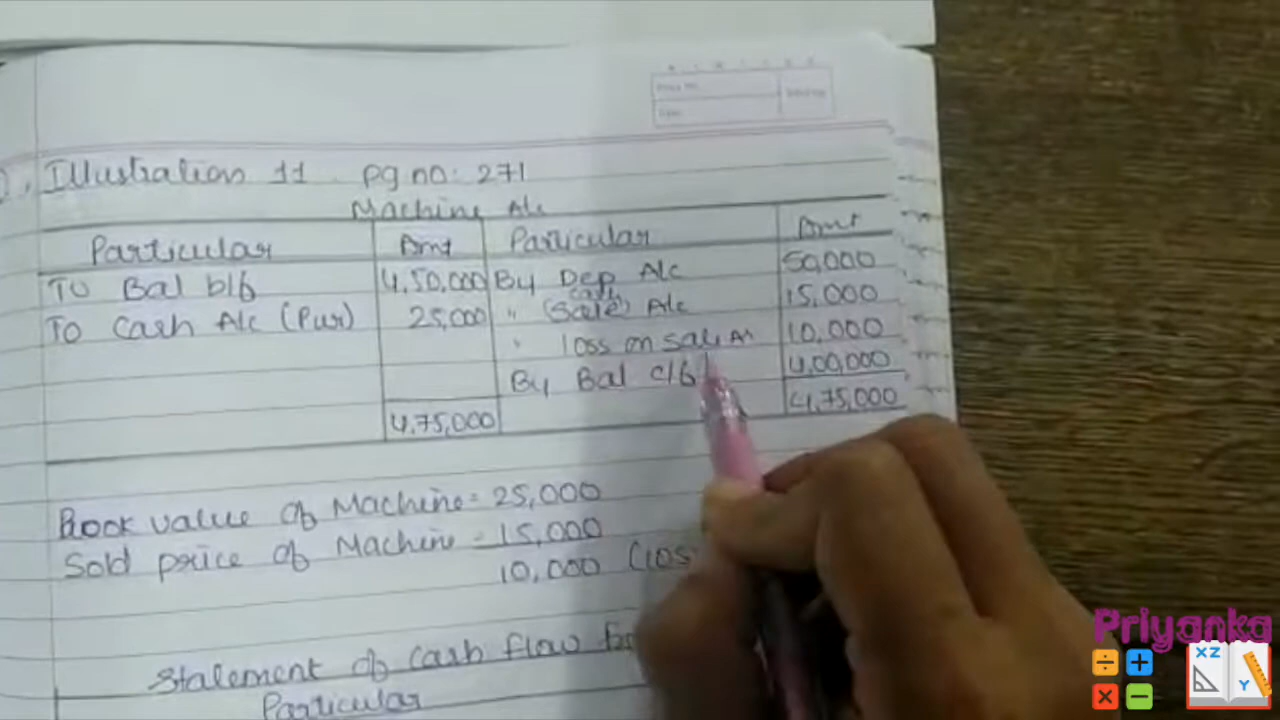 Illustration 11 pg no: 271
Machine A/c
Particular Amt Particular Amt
To Bal b/f 4,50,000 By Dep A/c 50,000
To Cash A/c (Pur) 25,000 " cash (Sale) A/c 15,000
" loss on sale A/c 10,000
By Bal c/f 4,00,000
4,75,000 4,75,000
Book value of Machine = 25,000
Sold price of Machine = 15,000
10,000 (los
Statement of Cash flow
Particular
Priyanka
XZ
Y